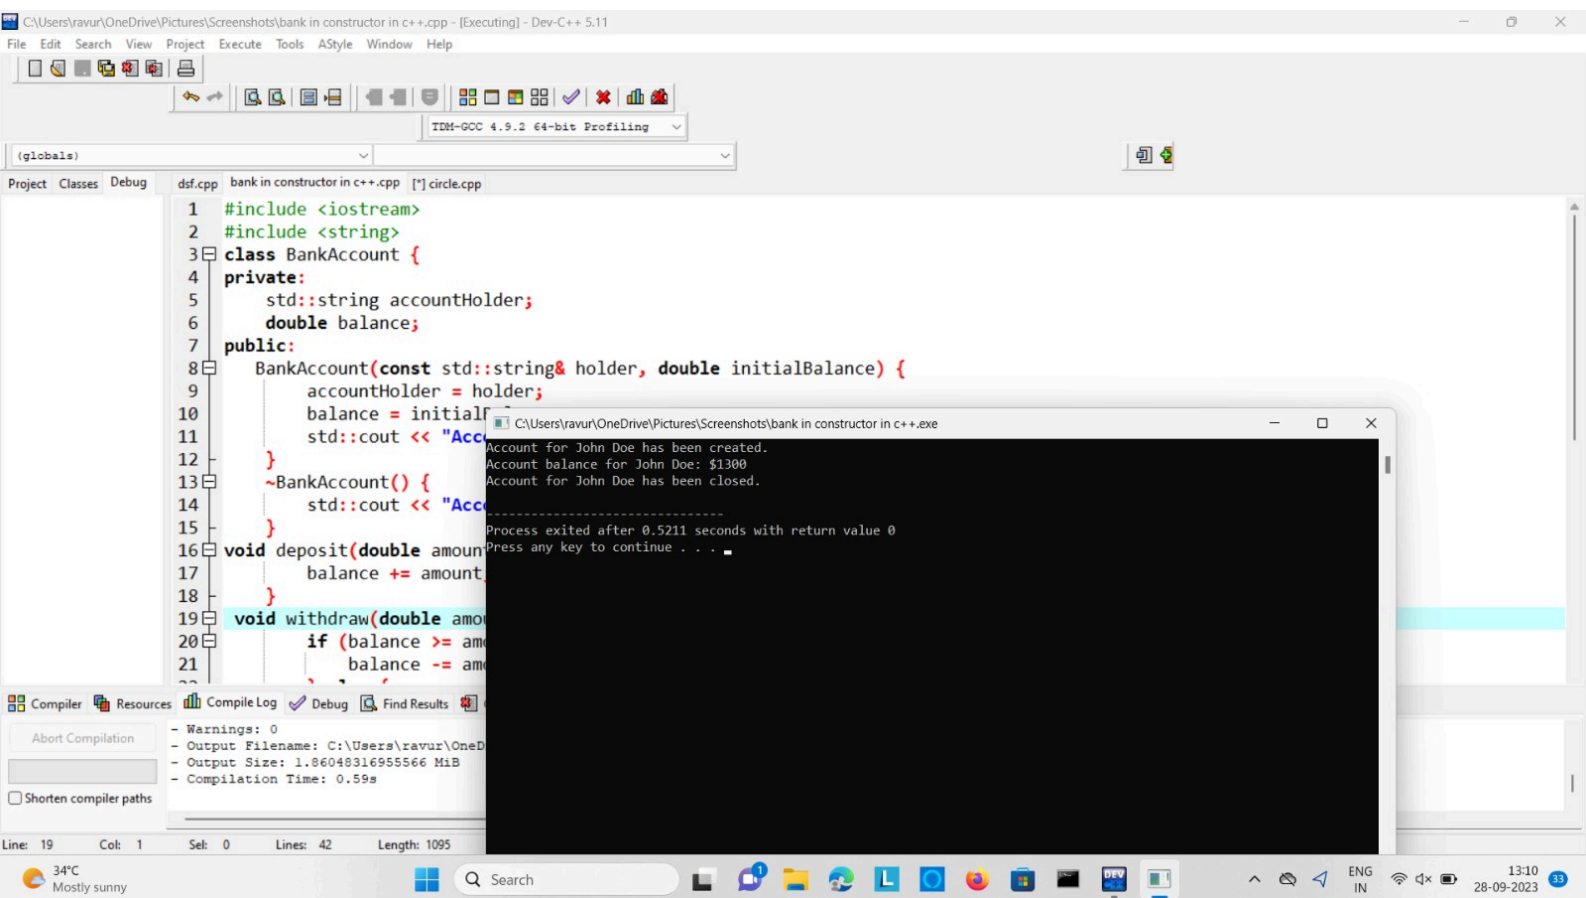 C:\Users\ravur\OneDrive\Pictures\Screenshots\bank in constructor in c++.cpp - [Executing] - Dev-C++ 5.11
File Edit Search View Project Execute Tools AStyle Window Help
TDM-GCC 4.9.2 64-bit Profiling
(globals)
Project Classes Debug
dsf.cpp bank in constructor in c++.cpp [*] circle.cpp
1 #include <iostream>
2 #include <string>
3 class BankAccount {
4 private:
5 std::string accountHolder;
6 double balance;
7 public:
8 BankAccount(const std::string& holder, double initialBalance) {
9 accountHolder = holder;
10 balance = initial
11 std::cout << "Acc
12 }
13 ~BankAccount() {
14 std::cout << "Acc
15 }
16 void deposit(double amoun
17 balance += amount
18 }
19 void withdraw(double amo
20 if (balance >= am
21 balance -= am
C:\Users\ravur\OneDrive\Pictures\Screenshots\bank in constructor in c++.exe
Account for John Doe has been created.
Account balance for John Doe: $1300
Account for John Doe has been closed.
--------------------------------
Process exited after 0.5211 seconds with return value 0
Press any key to continue . . .
Compiler Resources Compile Log Debug Find Results
Abort Compilation
Shorten compiler paths
- Warnings: 0
- Output Filename: C:\Users\ravur\OneD
- Output Size: 1.86048316955566 MiB
- Compilation Time: 0.59s
Line: 19 Col: 1 Sel: 0 Lines: 42 Length: 1095
34°C
Mostly sunny
Search
1
L
DEV
ENG
IN
13:10
28-09-2023
33